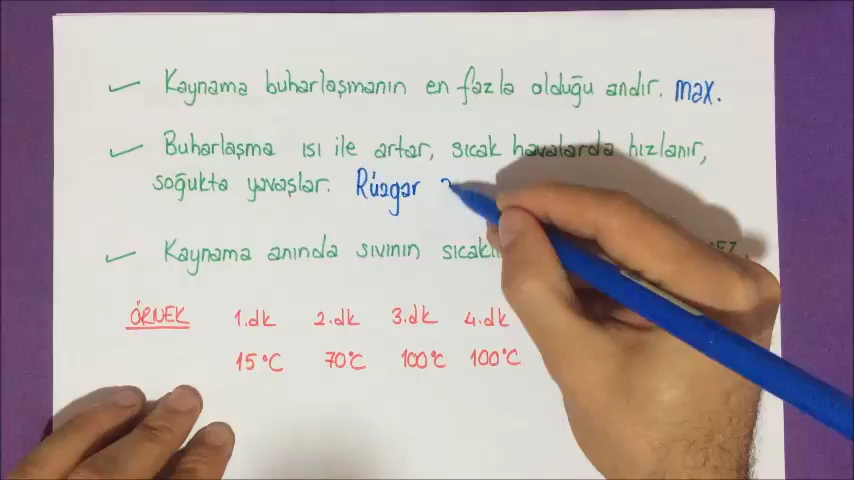 Kaynama buharlaşmanın en fazla olduğu andır. max.
Buharlaşma ısı ile artar, sıcak havalarda hızlanır,
soğukta yavaşlar. Rüzgar
Kaynama anında sıvının
ÖRNEK 1.dk 2.dk 3.dk 4.dk
15°C 70°C 100°C 100°C